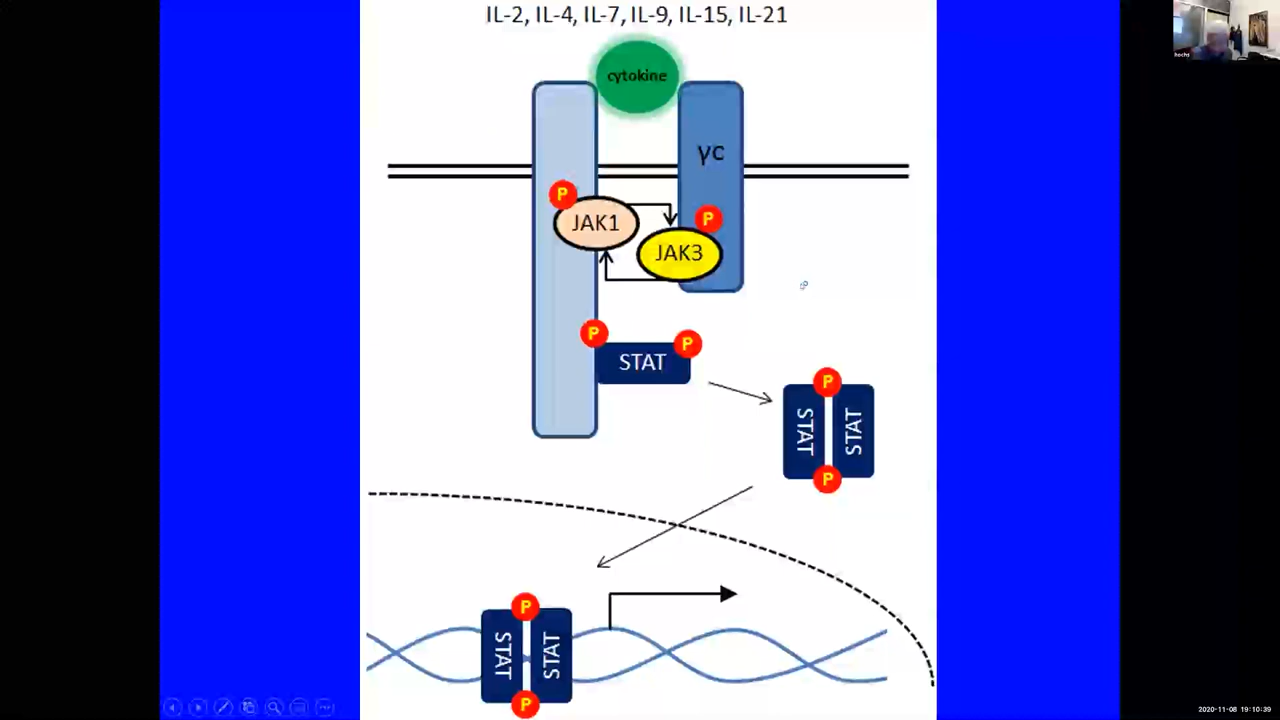 IL-2, IL-4, IL-7, IL-9, IL-15, IL-21
cytokine
γc
P
JAK1
P
JAK3
P
STAT
P
P
STAT
STAT
P
P
STAT
STAT
P
hochs
2020-11-08 19:10:39